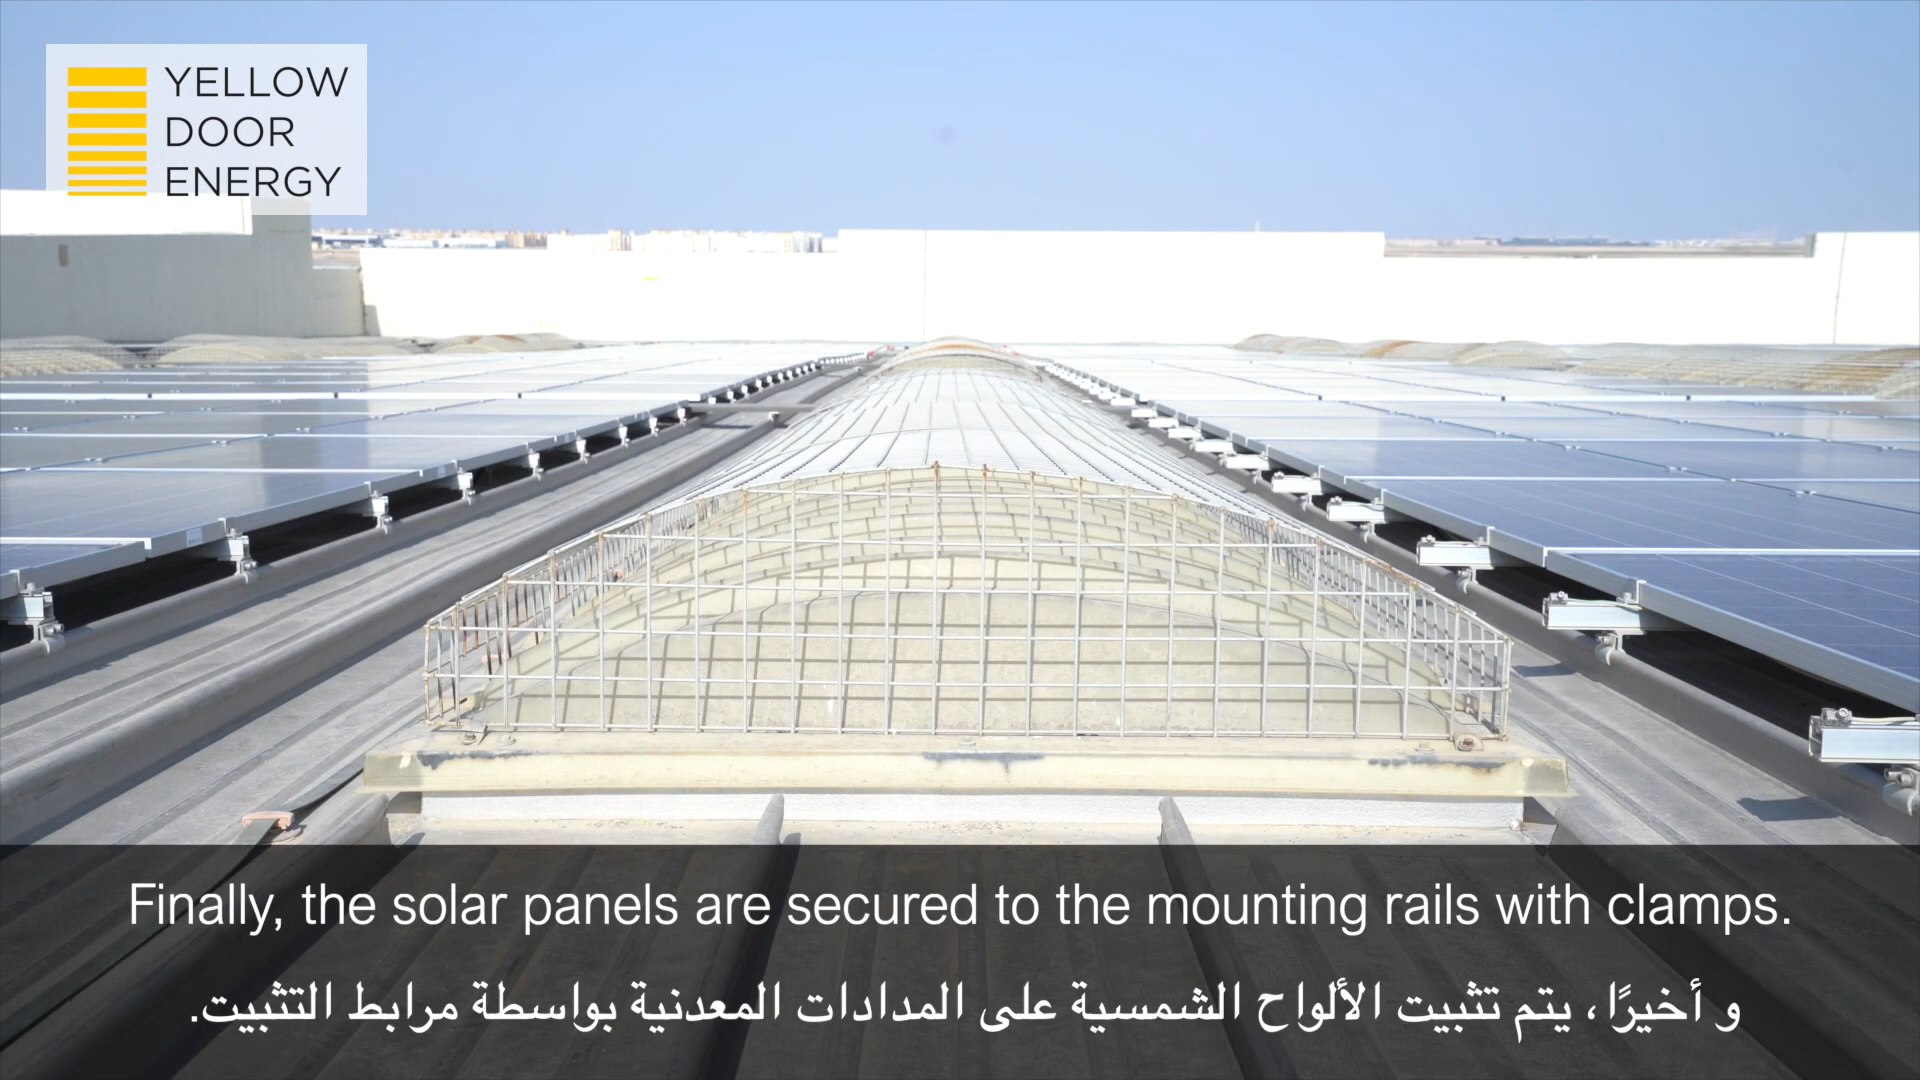 YELLOW
DOOR
ENERGY
Finally, the solar panels are secured to the mounting rails with clamps.
و أخيرًا، يتم تثبيت الألواح الشمسية على المدادات المعدنية بواسطة مرابط التثبيت.